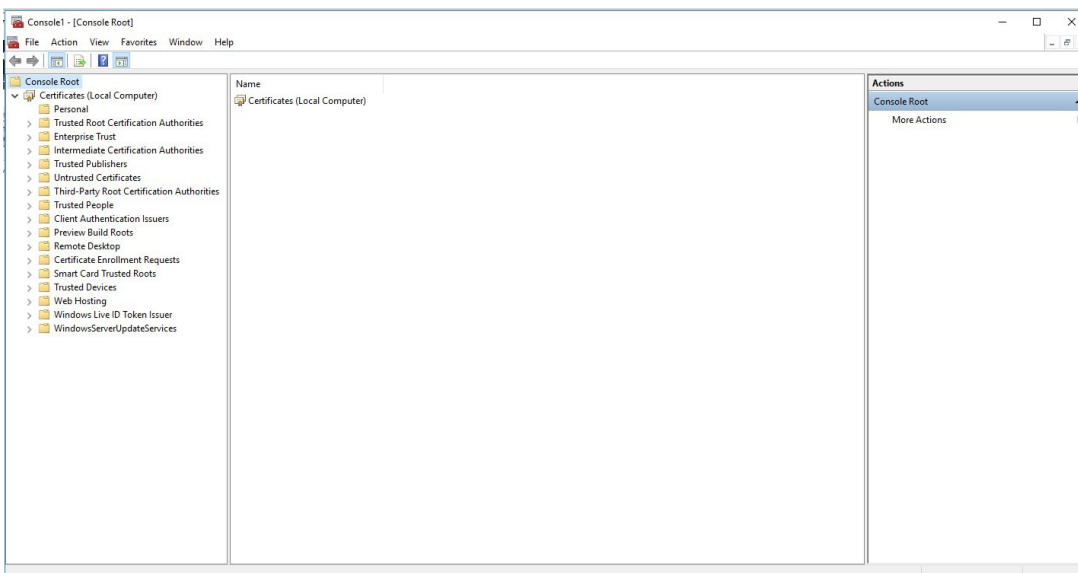 Console1 - [Console Root]
File Action View Favorites Window Help
Console Root
Certificates (Local Computer)
Personal
Trusted Root Certification Authorities
Enterprise Trust
Intermediate Certification Authorities
Trusted Publishers
Untrusted Certificates
Third-Party Root Certification Authorities
Trusted People
Client Authentication Issuers
Preview Build Roots
Remote Desktop
Certificate Enrollment Requests
Smart Card Trusted Roots
Trusted Devices
Web Hosting
Windows Live ID Token Issuer
WindowsServerUpdateServices
Name
Certificates (Local Computer)
Actions
Console Root
More Actions